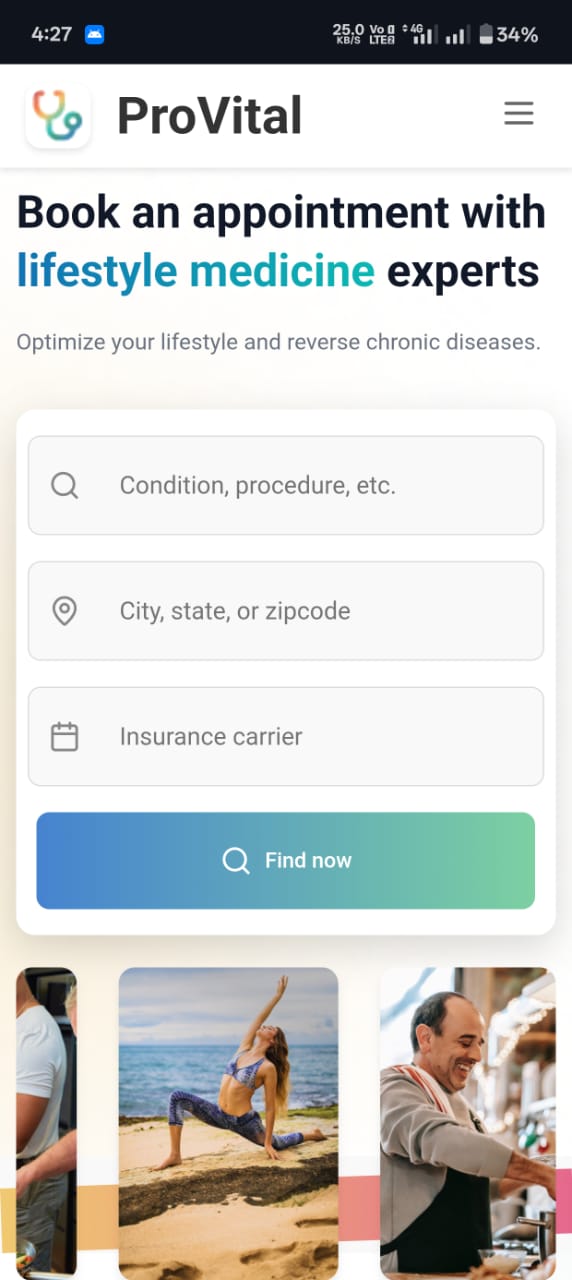 4:27
25.0 KB/S Vo LTE2 4G 34%
ProVital
Book an appointment with
lifestyle medicine experts
Optimize your lifestyle and reverse chronic diseases.
Condition, procedure, etc.
City, state, or zipcode
Insurance carrier
Find now